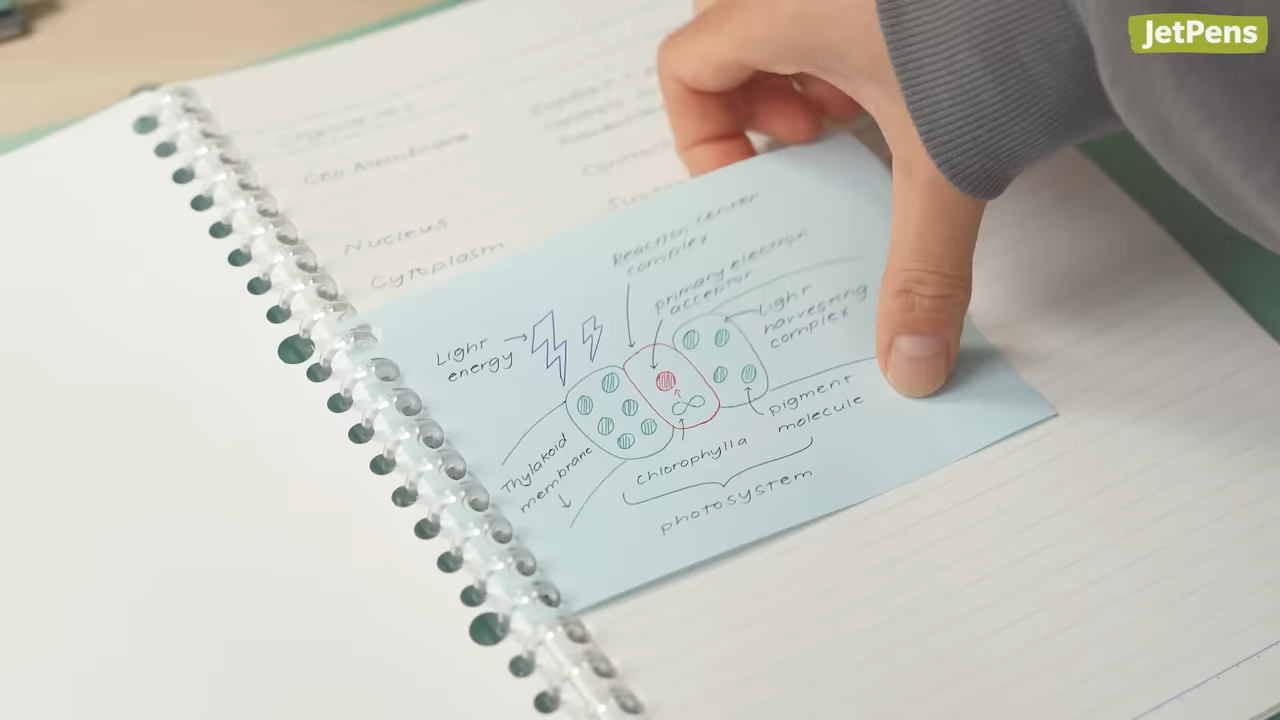 JetPens
Cell Membrane
Nucleus
Cytoplasm
Reaction center
complex
primary electron
acceptor
Light
harvesting
complex
Light
energy
pigment
molecule
Thylakoid
membrane
chlorophyll a
photosystem